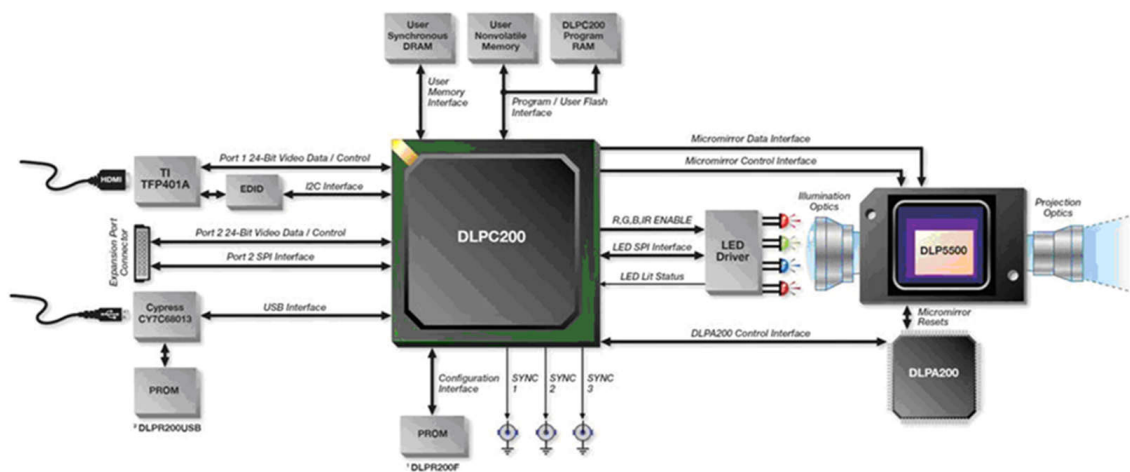 User
Synchronous
DRAM
User
Nonvolatile
Memory
DLPC200
Program
RAM
User
Memory
Interface
Program / User Flash
Interface
Micromirror Data Interface
Micromirror Control Interface
HDMI
TI
TFP401A
Port 1 24-Bit Video Data / Control
EDID
I2C Interface
Expansion Port
Connector
Port 2 24-Bit Video Data / Control
Port 2 SPI Interface
Cypress
CY7C68013
USB Interface
PROM
² DLPR200USB
DLPC200
R,G,B,IR ENABLE
LED SPI Interface
LED Lit Status
LED
Driver
Illumination
Optics
DLP5500
Projection
Optics
Micromirror
Resets
DLPA200 Control Interface
DLPA200
Configuration
Interface
SYNC
1
SYNC
2
SYNC
3
PROM
¹ DLPR200F